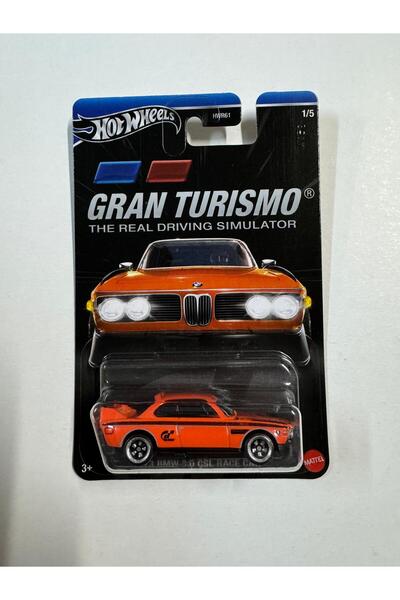 Hot Wheels
HWR61
1/5
GRAN TURISMO®
THE REAL DRIVING SIMULATOR
BMW 3.0 CSL RACE CAR
3+
MATTEL